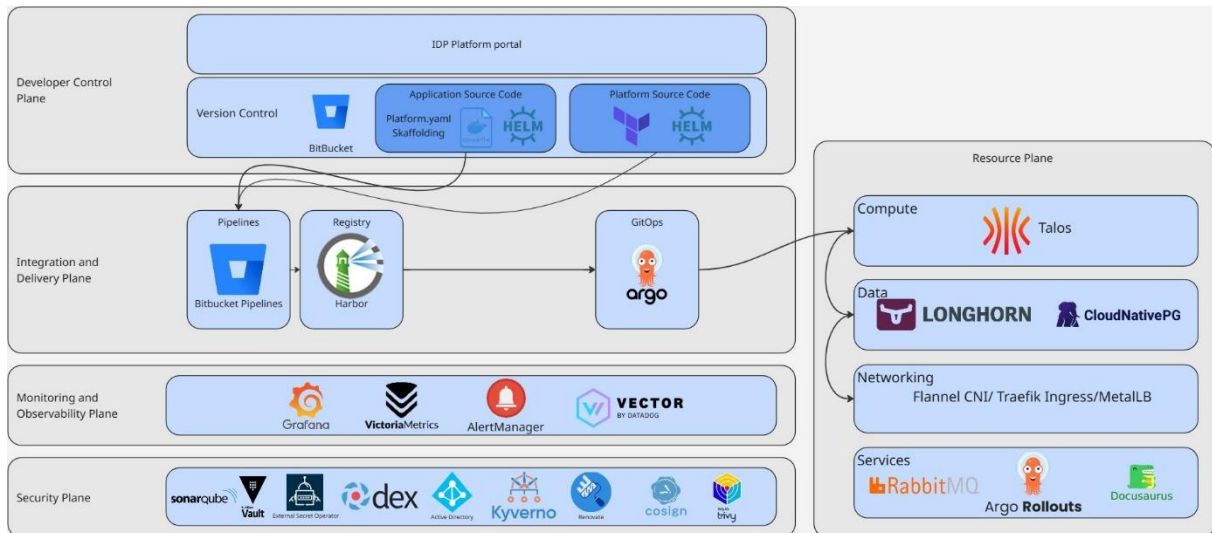 IDP Platform portal
Developer Control
Plane
Version Control
BitBucket
Application Source Code
Platform.yaml
Skaffolding
HELM
Platform Source Code
HELM
Integration and
Delivery Plane
Pipelines
Bitbucket Pipelines
Registry
Harbor
GitOps
argo
Resource Plane
Compute
Talos
Data
LONGHORN
CloudNativePG
Networking
Flannel CNI/ Traefik Ingress/MetalLB
Services
RabbitMQ
Argo Rollouts
Docusaurus
Monitoring and
Observability Plane
Grafana
VictoriaMetrics
AlertManager
VECTOR
BY DATADOG
Security Plane
sonarqube
Vault
External Secret Operator
dex
Active Directory
Kyverno
Renovate
cosign
aqua
trivy